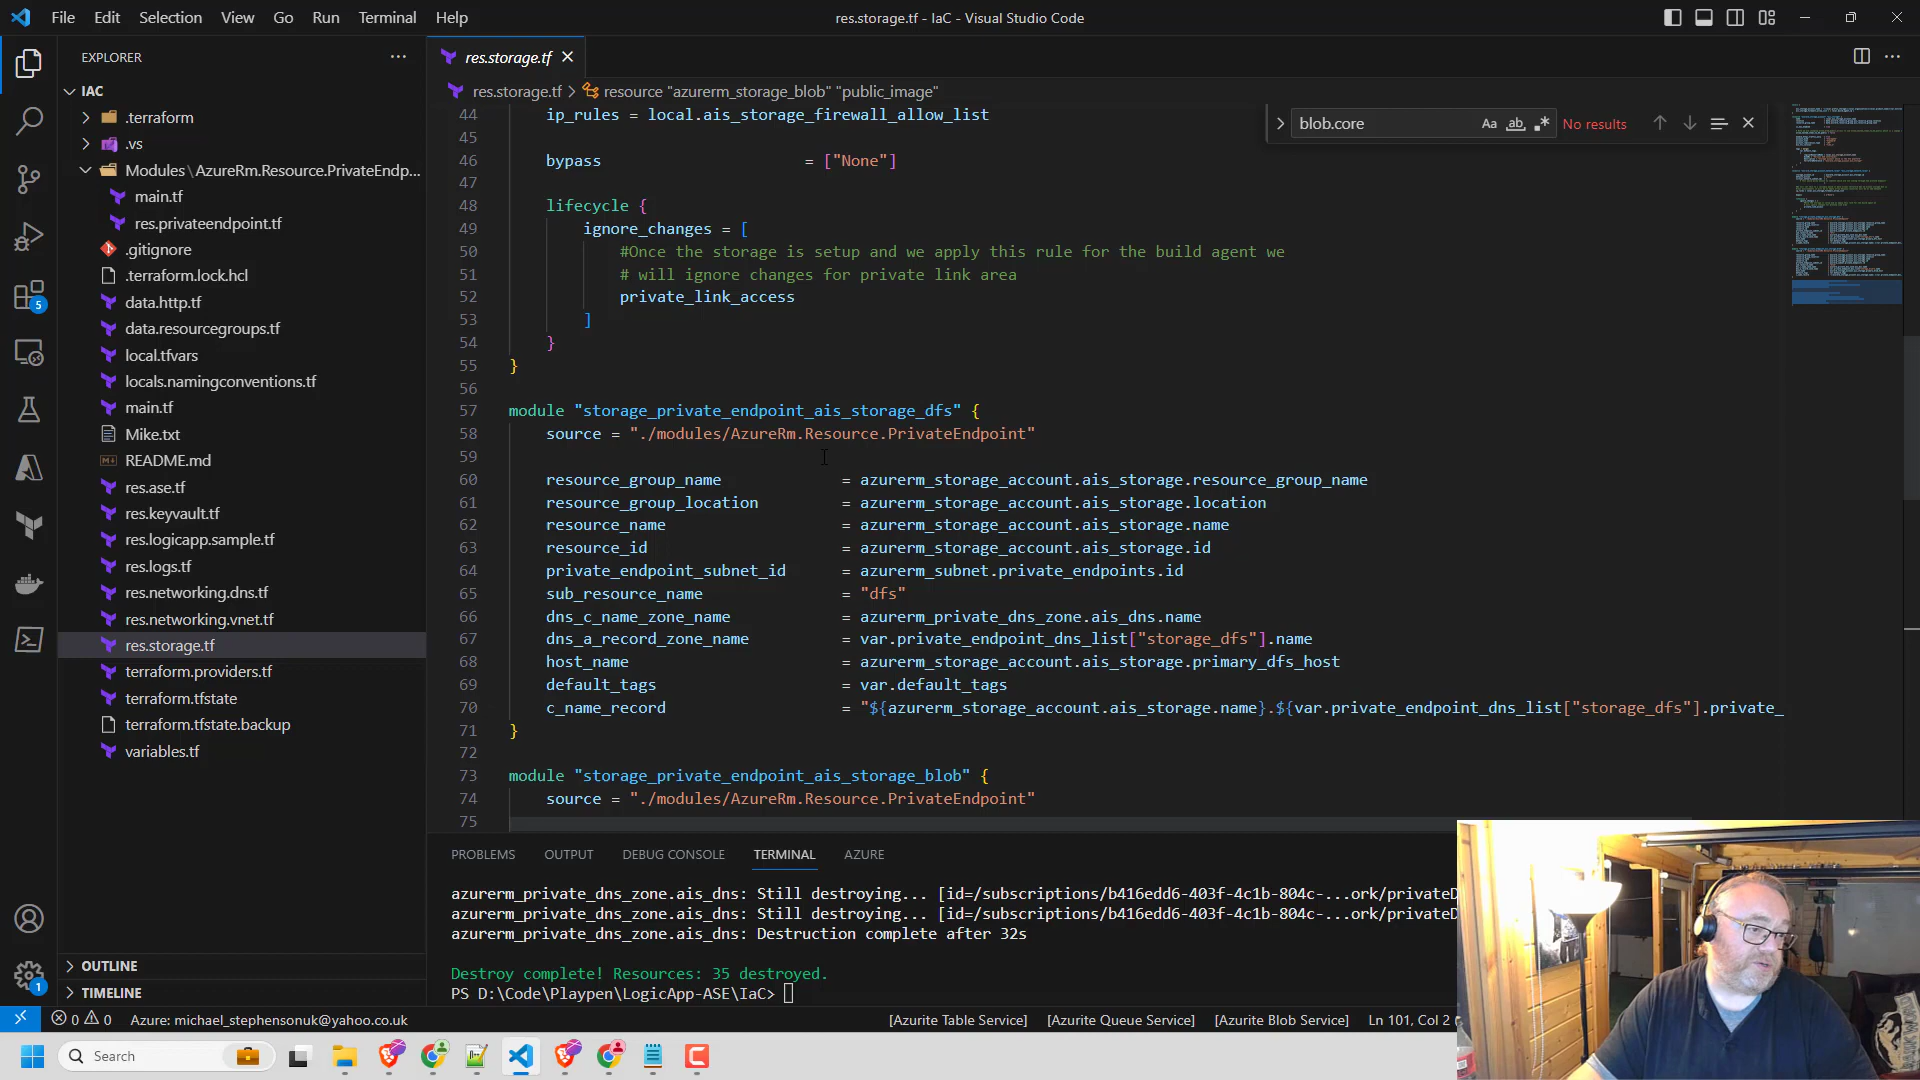 File Edit Selection View Go Run Terminal Help
res.storage.tf - IaC - Visual Studio Code
EXPLORER
IAC
.terraform
.vs
Modules\AzureRm.Resource.PrivateEndp...
main.tf
res.privateendpoint.tf
.gitignore
.terraform.lock.hcl
data.http.tf
data.resourcegroups.tf
local.tfvars
locals.namingconventions.tf
main.tf
Mike.txt
README.md
res.ase.tf
res.keyvault.tf
res.logicapp.sample.tf
res.logs.tf
res.networking.dns.tf
res.networking.vnet.tf
res.storage.tf
terraform.providers.tf
terraform.tfstate
terraform.tfstate.backup
variables.tf
OUTLINE
TIMELINE
5
1
res.storage.tf
res.storage.tf > resource "azurerm_storage_blob" "public_image"
blob.core
Aa ab .*
No results
44 ip_rules = local.ais_storage_firewall_allow_list
45
46 bypass = ["None"]
47
48 lifecycle {
49 ignore_changes = [
50 #Once the storage is setup and we apply this rule for the build agent we
51 # will ignore changes for private link area
52 private_link_access
53 ]
54 }
55 }
56
57 module "storage_private_endpoint_ais_storage_dfs" {
58 source = "./modules/AzureRm.Resource.PrivateEndpoint"
59
60 resource_group_name = azurerm_storage_account.ais_storage.resource_group_name
61 resource_group_location = azurerm_storage_account.ais_storage.location
62 resource_name = azurerm_storage_account.ais_storage.name
63 resource_id = azurerm_storage_account.ais_storage.id
64 private_endpoint_subnet_id = azurerm_subnet.private_endpoints.id
65 sub_resource_name = "dfs"
66 dns_c_name_zone_name = azurerm_private_dns_zone.ais_dns.name
67 dns_a_record_zone_name = var.private_endpoint_dns_list["storage_dfs"].name
68 host_name = azurerm_storage_account.ais_storage.primary_dfs_host
69 default_tags = var.default_tags
70 c_name_record = "${azurerm_storage_account.ais_storage.name}.${var.private_endpoint_dns_list["storage_dfs"].private_
71 }
72
73 module "storage_private_endpoint_ais_storage_blob" {
74 source = "./modules/AzureRm.Resource.PrivateEndpoint"
75
PROBLEMS OUTPUT DEBUG CONSOLE TERMINAL AZURE
azurerm_private_dns_zone.ais_dns: Still destroying... [id=/subscriptions/b416edd6-403f-4c1b-804c-...ork/privateD
azurerm_private_dns_zone.ais_dns: Still destroying... [id=/subscriptions/b416edd6-403f-4c1b-804c-...ork/privateD
azurerm_private_dns_zone.ais_dns: Destruction complete after 32s
Destroy complete! Resources: 35 destroyed.
PS D:\Code\Playpen\LogicApp-ASE\IaC>
0 0 Azure: michael_stephensonuk@yahoo.co.uk [Azurite Table Service] [Azurite Queue Service] [Azurite Blob Service] Ln 101, Col 2 (
Search